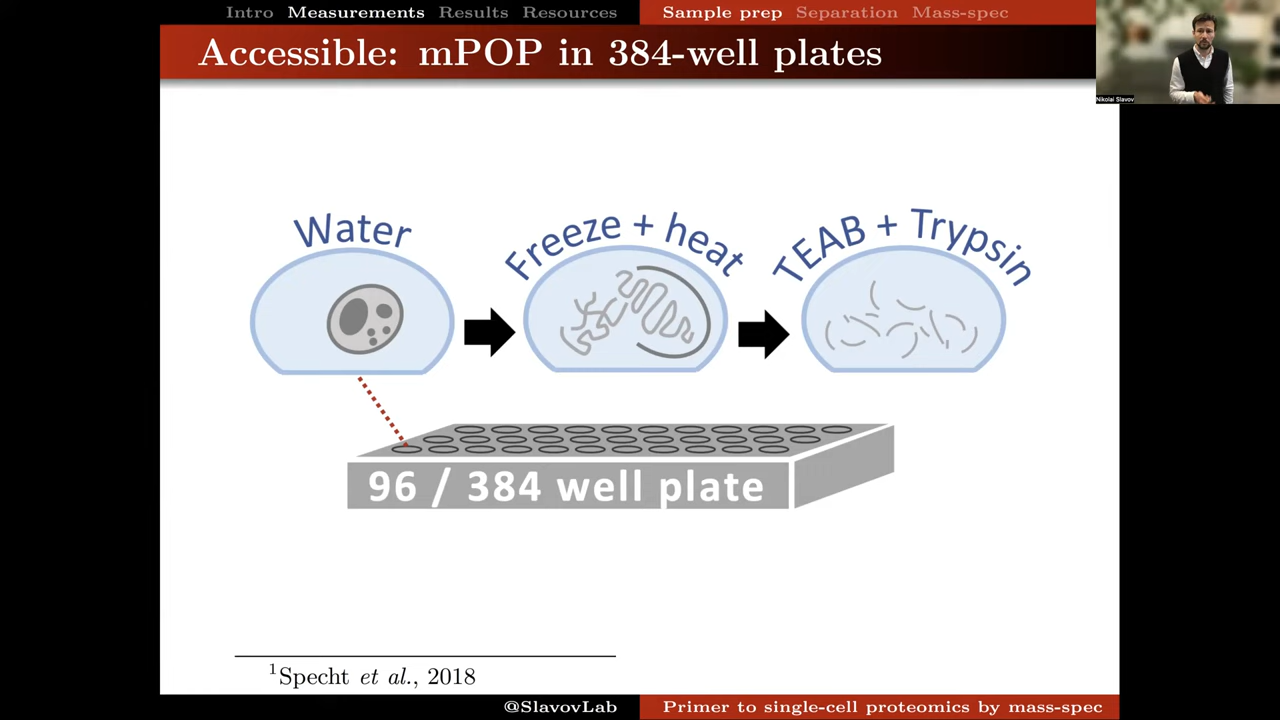 Intro Measurements Results Resources Sample prep Separation Mass-spec
Accessible: mPOP in 384-well plates
Nikolai Slavov
Water
Freeze + heat
TEAB + Trypsin
96 / 384 well plate
1Specht et al., 2018
@SlavovLab Primer to single-cell proteomics by mass-spec